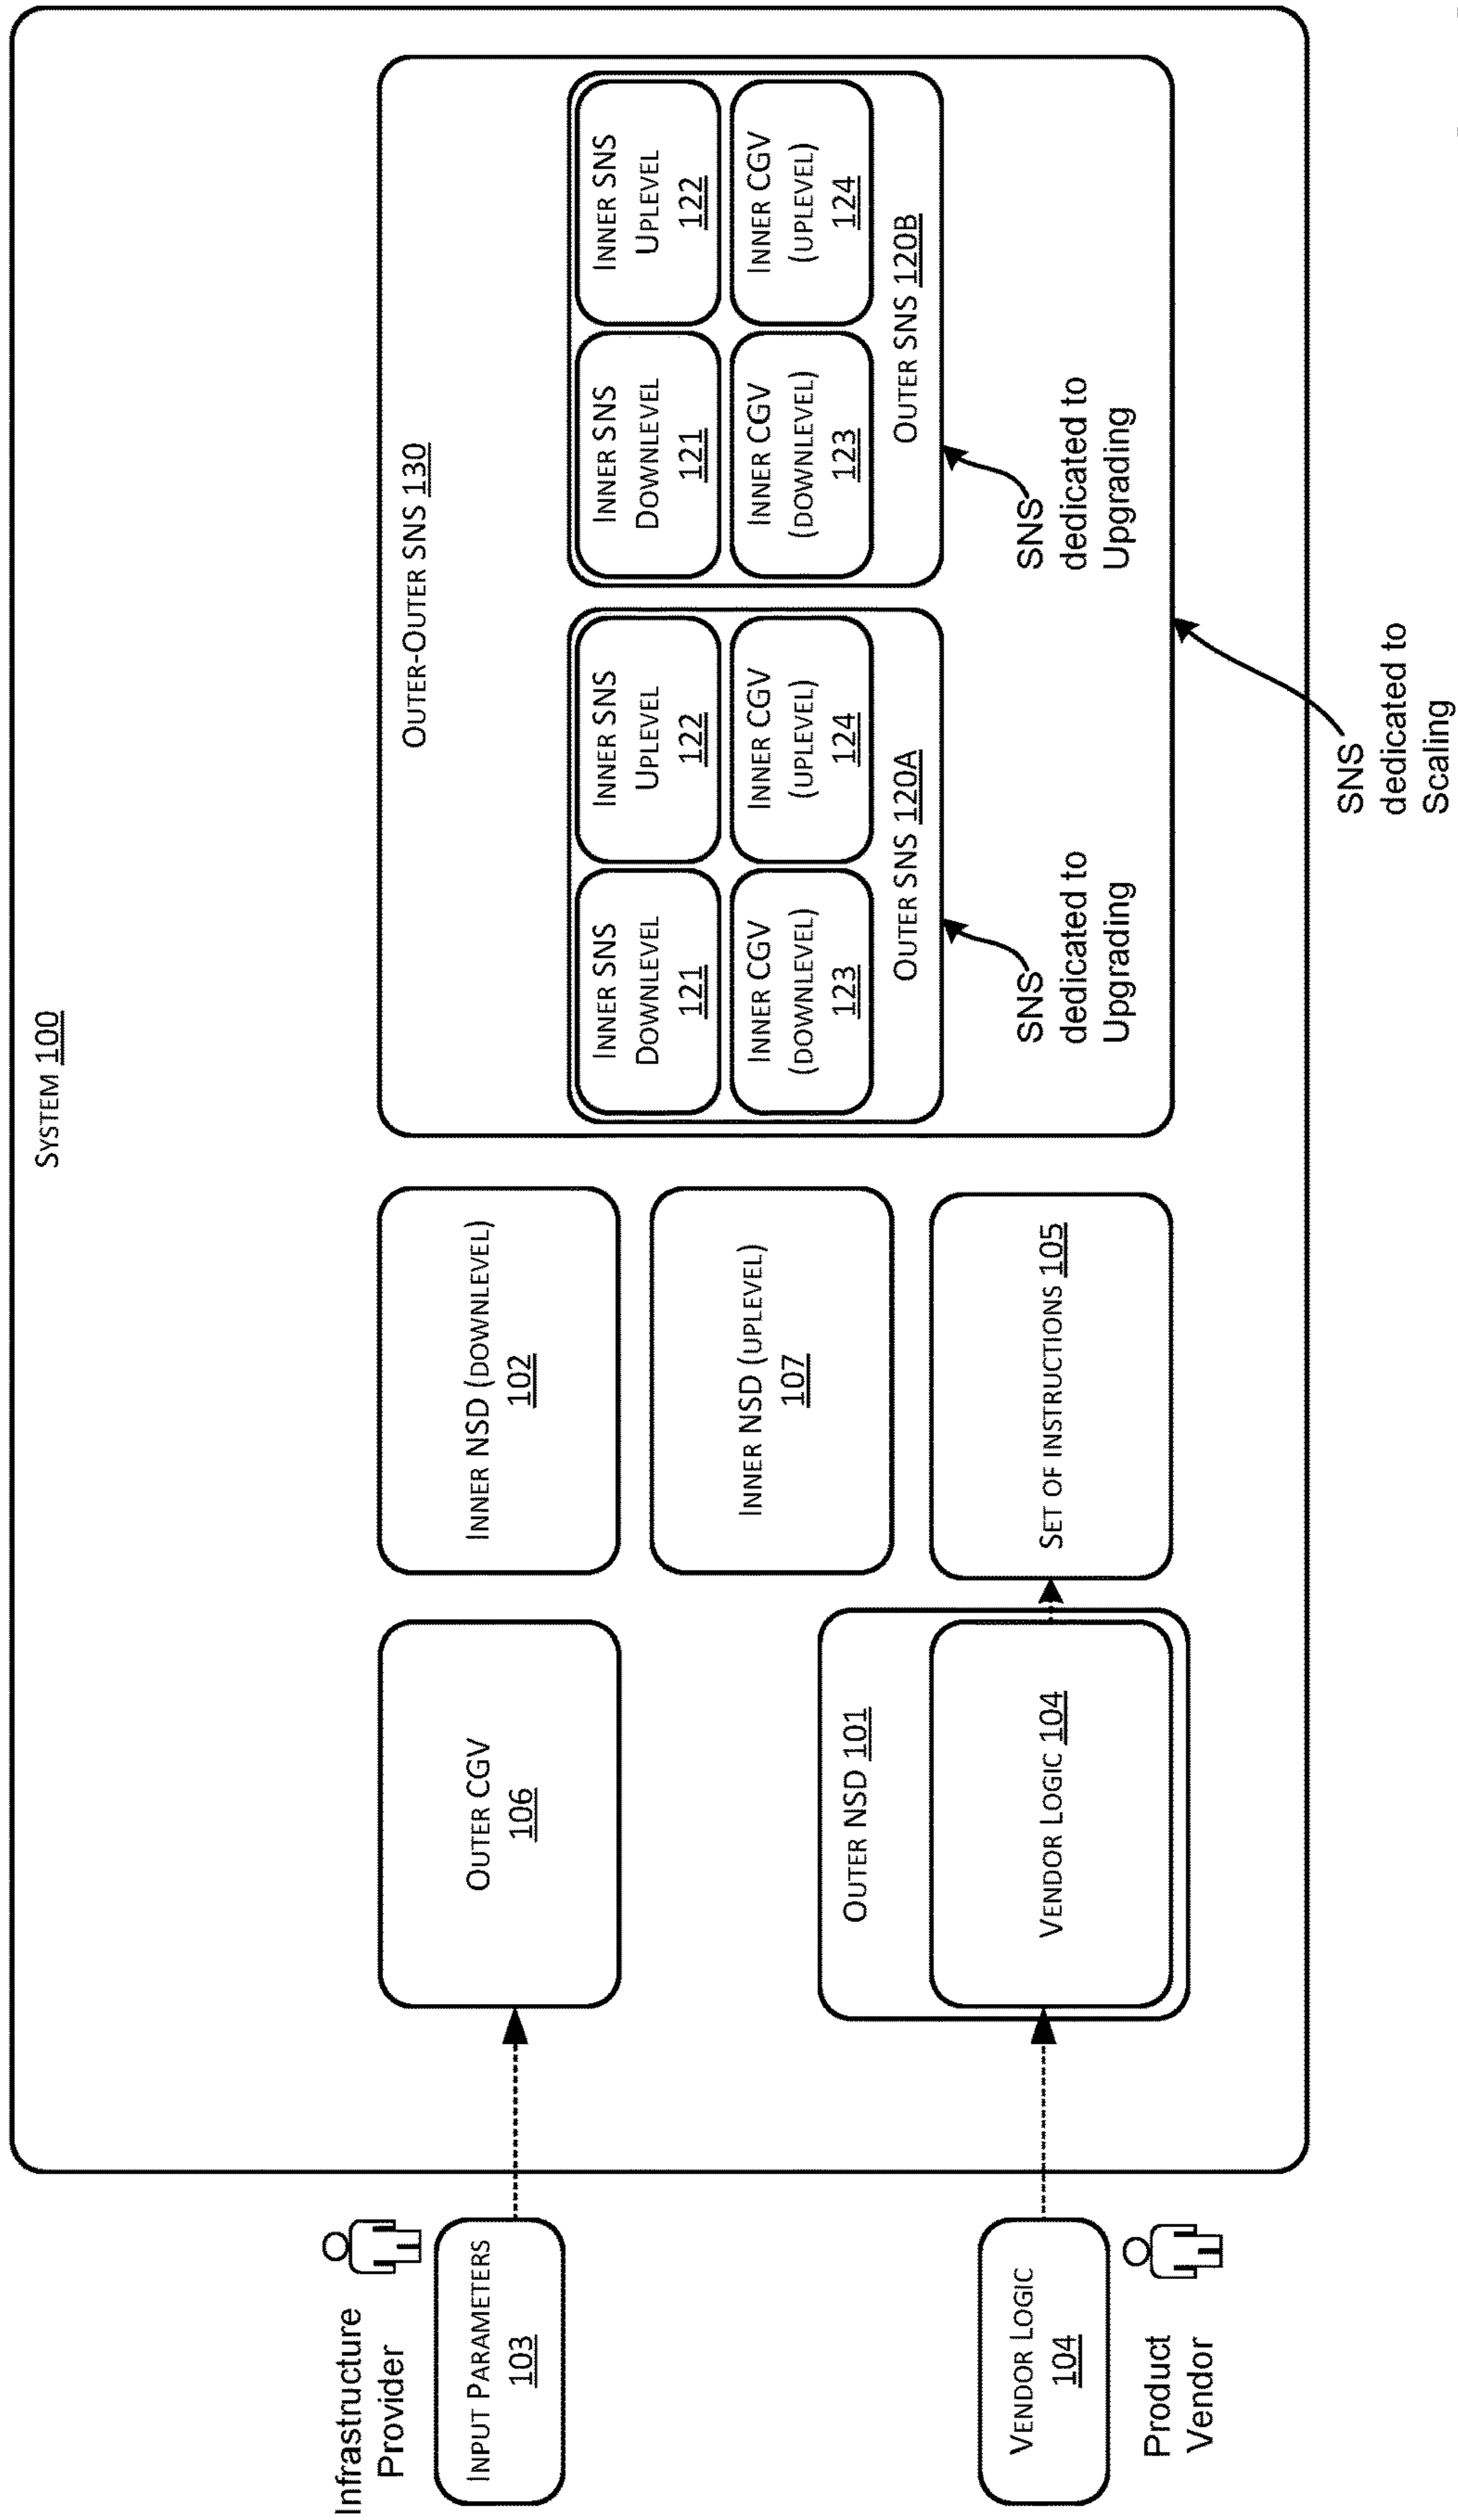 SYSTEM 100
Infrastructure
Provider
INPUT PARAMETERS
103
VENDOR LOGIC
104
Product
Vendor
OUTER CGV
106
OUTER NSD 101
VENDOR LOGIC 104
INNER NSD (DOWNLEVEL)
102
INNER NSD (UPLEVEL)
107
SET OF INSTRUCTIONS 105
OUTER-OUTER SNS 130
INNER SNS
DOWNLEVEL
121
INNER SNS
UPLEVEL
122
INNER CGV
(DOWNLEVEL)
123
INNER CGV
(UPLEVEL)
124
OUTER SNS 120A
SNS
dedicated to
Upgrading
INNER SNS
DOWNLEVEL
121
INNER SNS
UPLEVEL
122
INNER CGV
(DOWNLEVEL)
123
INNER CGV
(UPLEVEL)
124
OUTER SNS 120B
SNS
dedicated to
Upgrading
SNS
dedicated to
Scaling